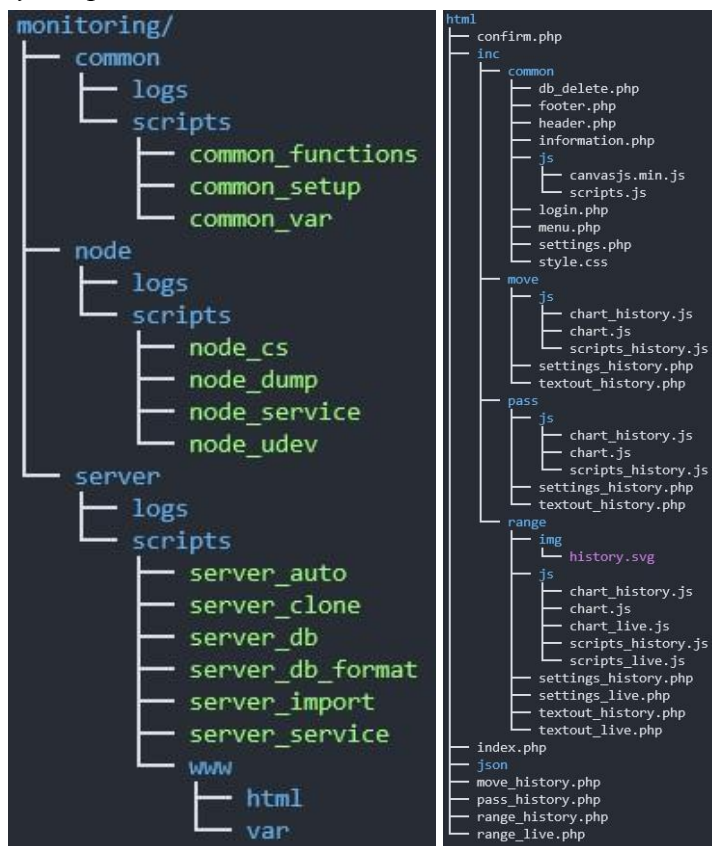 monitoring/
common
logs
scripts
common_functions
common_setup
common_var
node
logs
scripts
node_cs
node_dump
node_service
node_udev
server
logs
scripts
server_auto
server_clone
server_db
server_db_format
server_import
server_service
www
html
var
html
confirm.php
inc
common
db_delete.php
footer.php
header.php
information.php
js
canvasjs.min.js
scripts.js
login.php
menu.php
settings.php
style.css
move
js
chart_history.js
chart.js
scripts_history.js
settings_history.php
textout_history.php
pass
js
chart_history.js
chart.js
scripts_history.js
settings_history.php
textout_history.php
range
img
history.svg
js
chart_history.js
chart.js
chart_live.js
scripts_history.js
scripts_live.js
settings_history.php
settings_live.php
textout_history.php
textout_live.php
index.php
json
move_history.php
pass_history.php
range_history.php
range_live.php